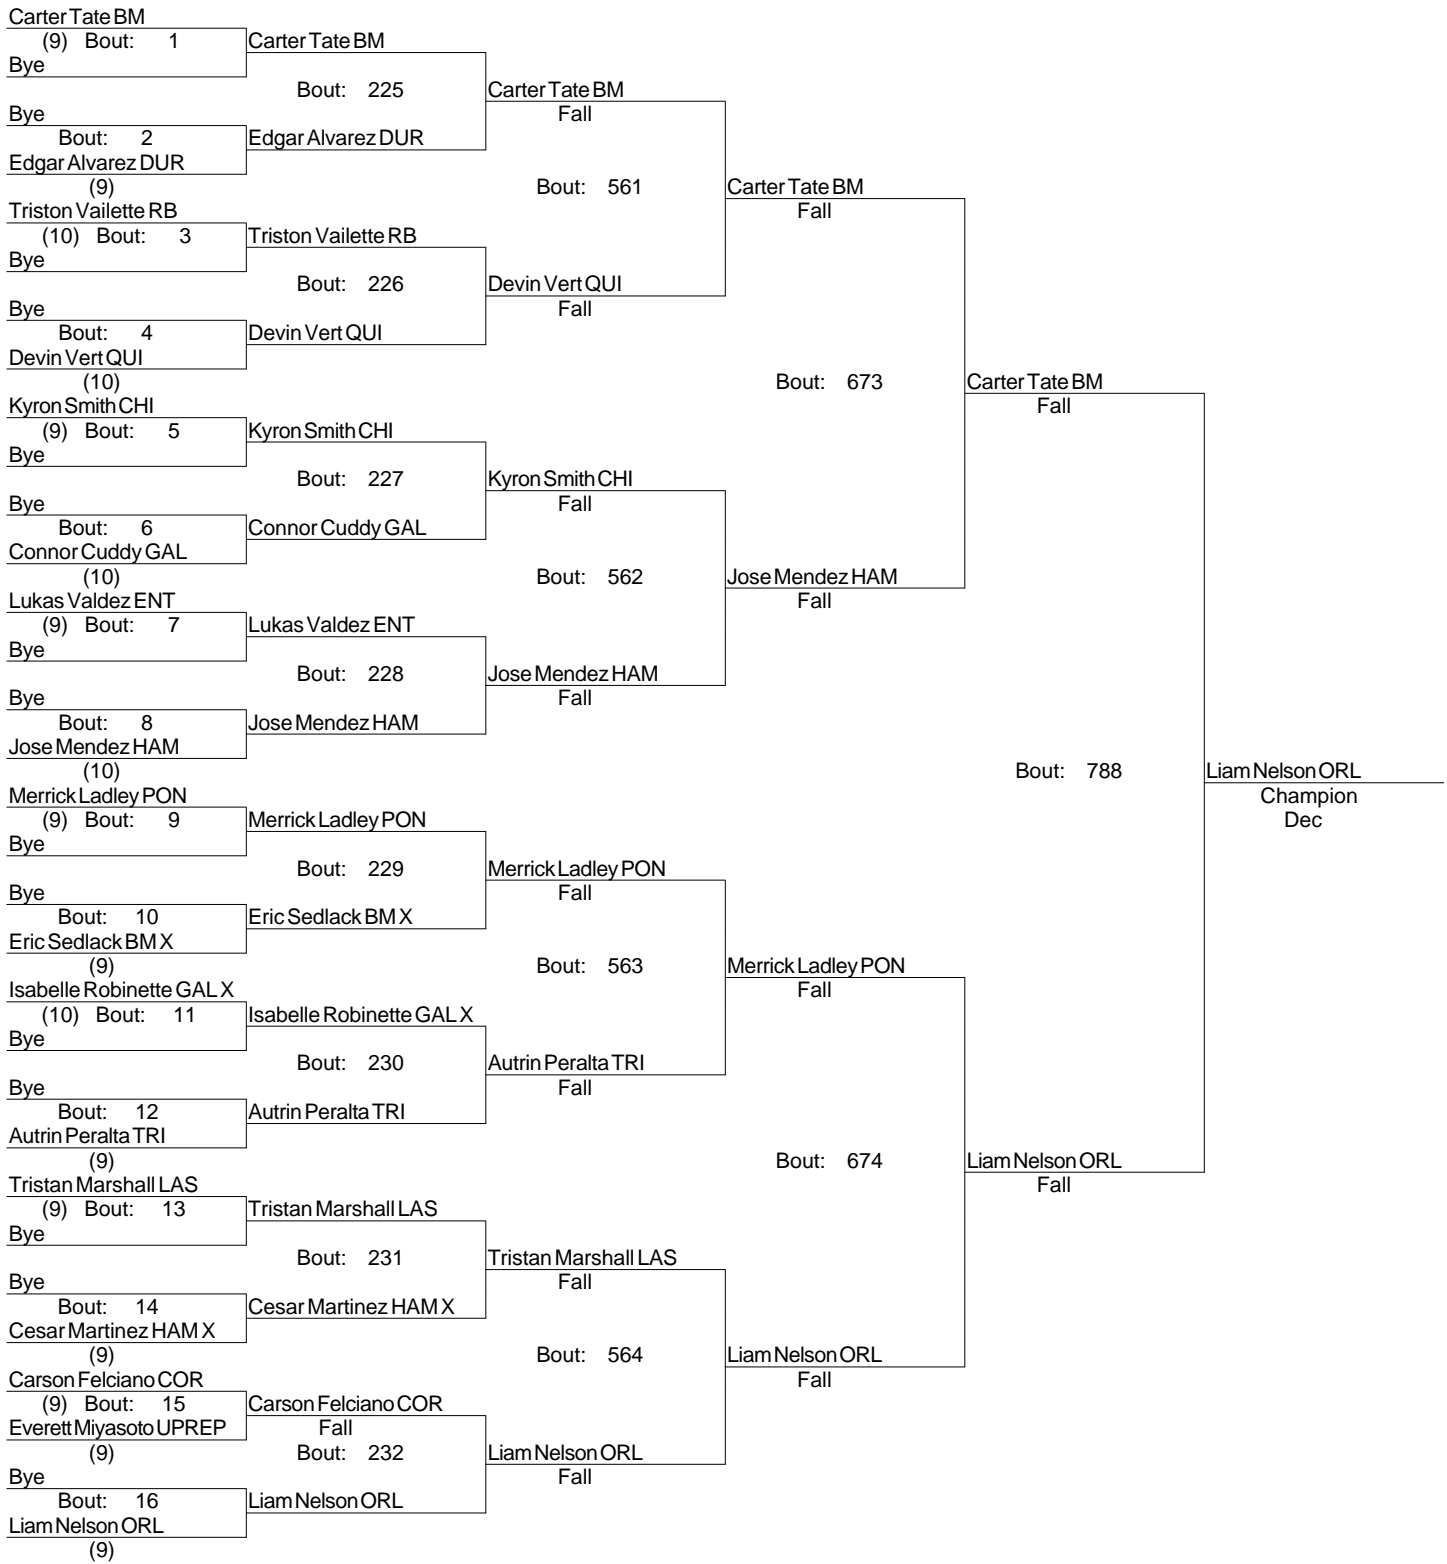 Carter Tate BM
(9) Bout: 1
Bye
Carter Tate BM
Bout: 225
Bye
Bout: 2
Edgar Alvarez DUR
(9)
Edgar Alvarez DUR
Carter Tate BM
Fall
Bout: 561
Triston Vailette RB
(10) Bout: 3
Bye
Triston Vailette RB
Bout: 226
Bye
Bout: 4
Devin Vert QUI
(10)
Devin Vert QUI
Devin Vert QUI
Fall
Carter Tate BM
Fall
Bout: 673
Kyron Smith CHI
(9) Bout: 5
Bye
Kyron Smith CHI
Bout: 227
Bye
Bout: 6
Connor Cuddy GAL
(10)
Connor Cuddy GAL
Kyron Smith CHI
Fall
Bout: 562
Lukas Valdez ENT
(9) Bout: 7
Bye
Lukas Valdez ENT
Bout: 228
Bye
Bout: 8
Jose Mendez HAM
(10)
Jose Mendez HAM
Jose Mendez HAM
Fall
Jose Mendez HAM
Fall
Carter Tate BM
Fall
Bout: 788
Liam Nelson ORL
Champion
Dec
Merrick Ladley PON
(9) Bout: 9
Bye
Merrick Ladley PON
Bout: 229
Bye
Bout: 10
Eric Sedlack BM X
(9)
Eric Sedlack BM X
Merrick Ladley PON
Fall
Bout: 563
Isabelle Robinette GAL X
(10) Bout: 11
Bye
Isabelle Robinette GAL X
Bout: 230
Bye
Bout: 12
Autrin Peralta TRI
(9)
Autrin Peralta TRI
Autrin Peralta TRI
Fall
Merrick Ladley PON
Fall
Bout: 674
Tristan Marshall LAS
(9) Bout: 13
Bye
Tristan Marshall LAS
Bout: 231
Bye
Bout: 14
Cesar Martinez HAM X
(9)
Cesar Martinez HAM X
Tristan Marshall LAS
Fall
Bout: 564
Carson Felciano COR
(9) Bout: 15
Everett Miyasoto UPREP
(9)
Carson Felciano COR
Fall
Bout: 232
Bye
Bout: 16
Liam Nelson ORL
(9)
Liam Nelson ORL
Liam Nelson ORL
Fall
Liam Nelson ORL
Fall
Liam Nelson ORL
Fall